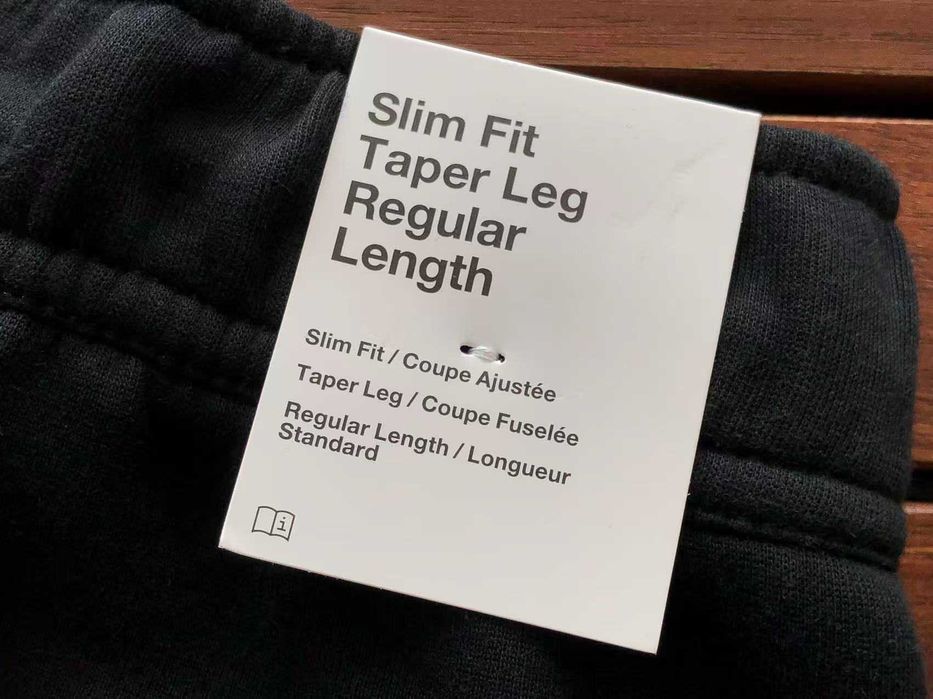 Slim Fit
Taper Leg
Regular
Length
Slim Fit / Coupe Ajustée
Taper Leg / Coupe Fuselée
Regular Length / Longueur
Standard
i